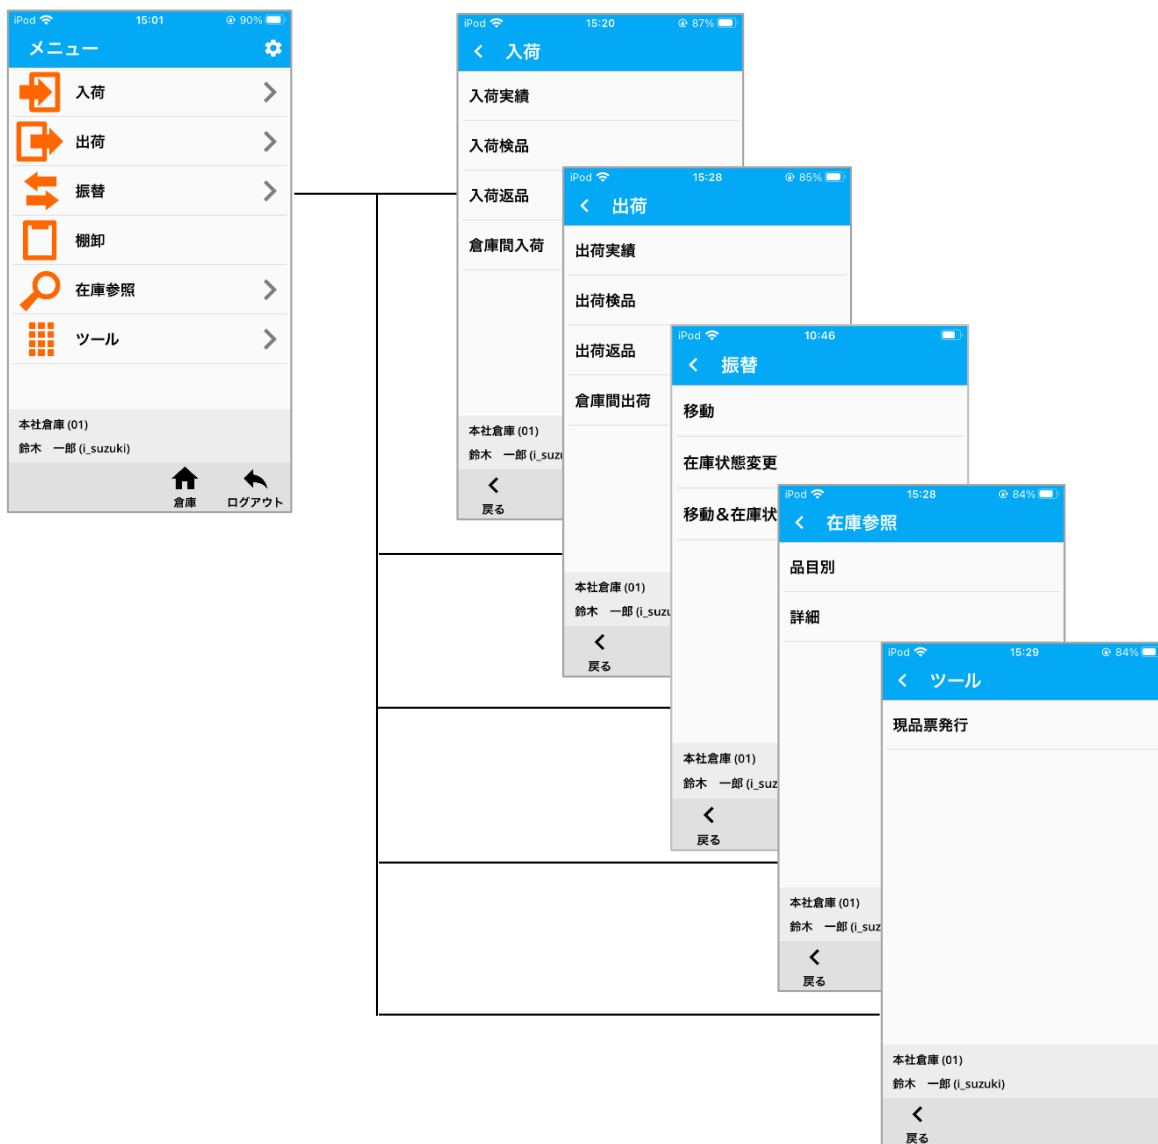 iPod 15:01 90%
メニュー
入荷
出荷
振替
棚卸
在庫参照
ツール
本社倉庫 (01)
鈴木 一郎 (i_suzuki)
倉庫 ログアウト
iPod 15:20 87%
入荷
入荷実績
入荷検品
入荷返品
倉庫間入荷
本社倉庫 (01)
鈴木 一郎 (i_suzu
戻る
iPod 15:28 85%
出荷
出荷実績
出荷検品
出荷返品
倉庫間出荷
本社倉庫 (01)
鈴木 一郎 (i_suzu
戻る
iPod 10:46
振替
移動
在庫状態変更
移動＆在庫状
本社倉庫 (01)
鈴木 一郎 (i_suz
戻る
iPod 15:28 84%
在庫参照
品目別
詳細
本社倉庫 (01)
鈴木 一郎 (i_suz
戻る
iPod 15:29 84%
ツール
現品票発行
本社倉庫 (01)
鈴木 一郎 (i_suzuki)
戻る